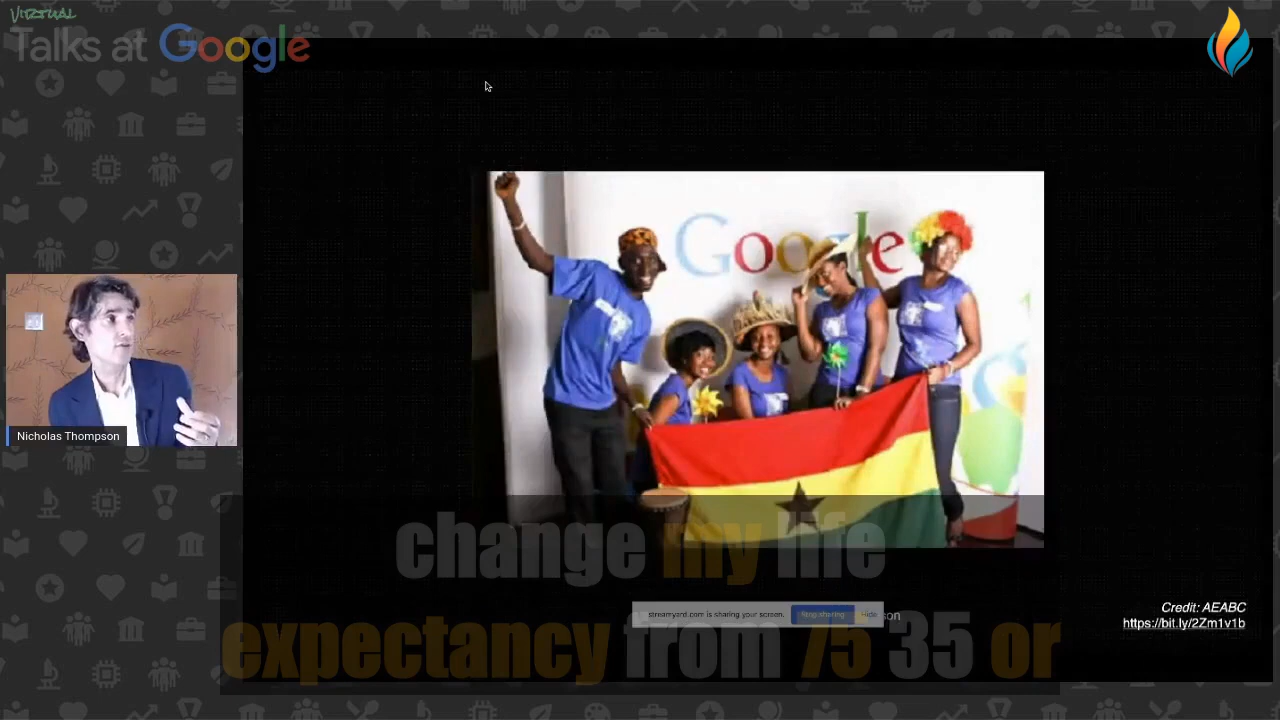 VIRTUAL
Talks at Google
Google
Nicholas Thompson
change my life
streamyard.com is sharing your screen. Stop sharing Hide
expectancy from 75 35 or
Credit: AEABC
https://bit.ly/2Zm1v1b